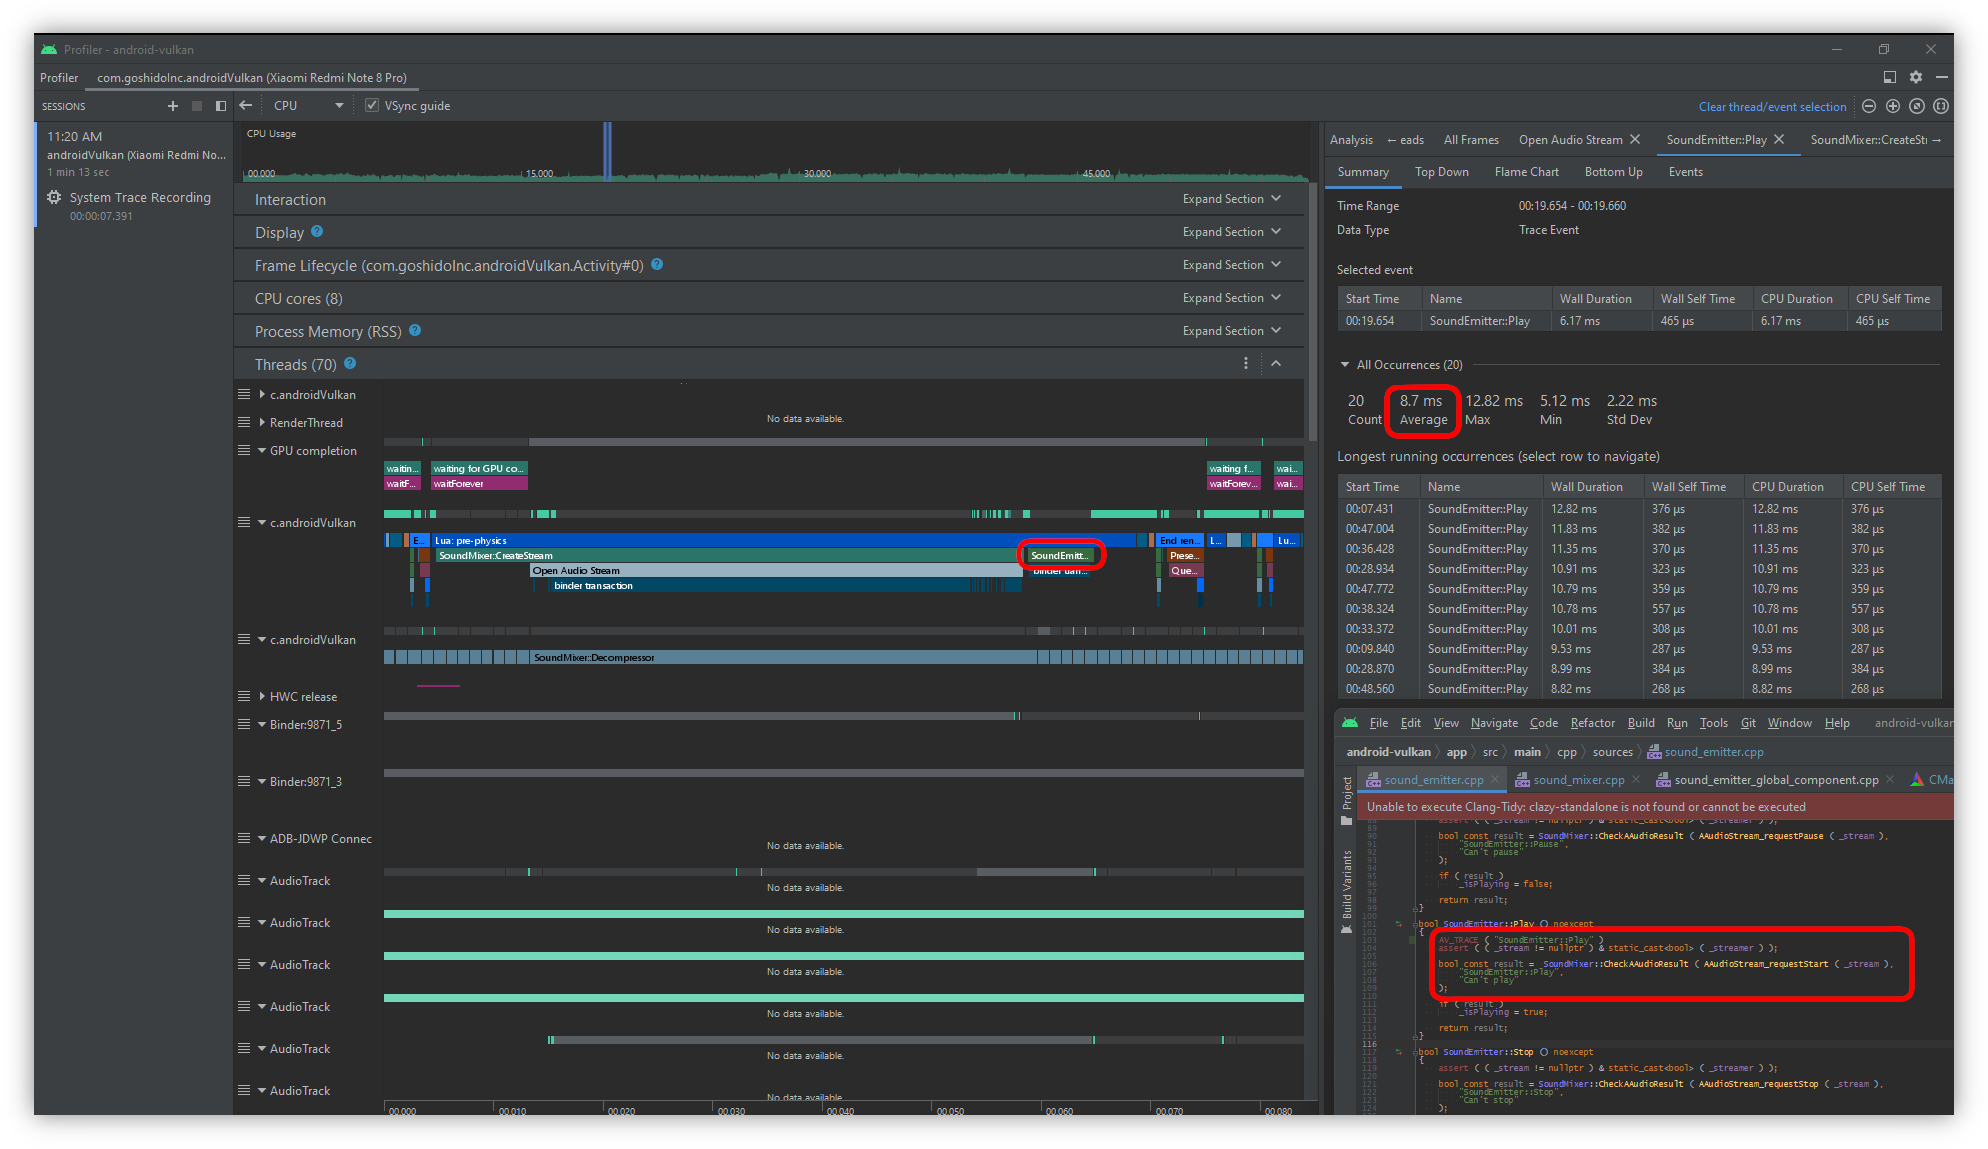 Profiler - android-vulkan
Profiler com.goshidoInc.androidVulkan (Xiaomi Redmi Note 8 Pro)
SESSIONS
CPU
VSync guide
Clear thread/event selection
11:20 AM
androidVulkan (Xiaomi Redmi No...
1 min 13 sec
System Trace Recording
00:00:07.391
CPU Usage
00.000 15.000 30.000 45.000
Interaction Expand Section
Display Expand Section
Frame Lifecycle (com.goshidoInc.androidVulkan.Activity#0) Expand Section
CPU cores (8) Expand Section
Process Memory (RSS) Expand Section
Threads (70)
c.androidVulkan
No data available.
RenderThread
GPU completion
waitin... waiting for GPU co... waiting f... wai...
waitF... waitForever waitForev... wai...
c.androidVulkan
E... Lua: pre-physics End ren... L... Lu...
SoundMixer:CreateStream SoundEmitt... Prese...
Open Audio Stream binder tran... Que...
binder transaction
c.androidVulkan
SoundMixer::Decompressor
HWC release
Binder:9871_5
Binder:9871_3
ADB-JDWP Connec
No data available.
AudioTrack
No data available.
AudioTrack
No data available.
AudioTrack
No data available.
AudioTrack
No data available.
AudioTrack
No data available.
AudioTrack
No data available.
00.000 00.010 00.020 00.030 00.040 00.050 00.060 00.070 00.080
Analysis ← eads All Frames Open Audio Stream SoundEmitter::Play SoundMixer::CreateStr →
Summary Top Down Flame Chart Bottom Up Events
Time Range 00:19.654 - 00:19.660
Data Type Trace Event
Selected event
Start Time Name Wall Duration Wall Self Time CPU Duration CPU Self Time
00:19.654 SoundEmitter::Play 6.17 ms 465 μs 6.17 ms 465 μs
All Occurrences (20)
20 8.7 ms 12.82 ms 5.12 ms 2.22 ms
Count Average Max Min Std Dev
Longest running occurrences (select row to navigate)
Start Time Name Wall Duration Wall Self Time CPU Duration CPU Self Time
00:07.431 SoundEmitter::Play 12.82 ms 376 μs 12.82 ms 376 μs
00:47.004 SoundEmitter::Play 11.83 ms 382 μs 11.83 ms 382 μs
00:36.428 SoundEmitter::Play 11.35 ms 370 μs 11.35 ms 370 μs
00:28.934 SoundEmitter::Play 10.91 ms 323 μs 10.91 ms 323 μs
00:47.772 SoundEmitter::Play 10.79 ms 359 μs 10.79 ms 359 μs
00:38.324 SoundEmitter::Play 10.78 ms 557 μs 10.78 ms 557 μs
00:33.372 SoundEmitter::Play 10.01 ms 308 μs 10.01 ms 308 μs
00:09.840 SoundEmitter::Play 9.53 ms 287 μs 9.53 ms 287 μs
00:28.870 SoundEmitter::Play 8.99 ms 384 μs 8.99 ms 384 μs
00:48.560 SoundEmitter::Play 8.82 ms 268 μs 8.82 ms 268 μs
File Edit View Navigate Code Refactor Build Run Tools Git Window Help android-vulkan
android-vulkan app src main cpp sources sound_emitter.cpp
sound_emitter.cpp sound_mixer.cpp sound_emitter_global_component.cpp CMa
Project
Build Variants
Unable to execute Clang-Tidy: clazy-standalone is not found or cannot be executed
assert ( ( _stream != nullptr ) & static_cast<bool> ( _streamer ) );
bool const result = SoundMixer::CheckAAudioResult ( AAudioStream_requestPause ( _stream ),
"SoundEmitter::Pause",
"Can't pause"
);
if ( result )
_isPlaying = false;
return result;
}
bool SoundEmitter::Play () noexcept
{
AV_TRACE ( "SoundEmitter::Play" )
assert ( ( _stream != nullptr ) & static_cast<bool> ( _streamer ) );
bool const result = SoundMixer::CheckAAudioResult ( AAudioStream_requestStart ( _stream ),
"SoundEmitter::Play",
"Can't play"
);
if ( result )
_isPlaying = true;
return result;
}
bool SoundEmitter::Stop () noexcept
{
assert ( ( _stream != nullptr ) & static_cast<bool> ( _streamer ) );
bool const result = SoundMixer::CheckAAudioResult ( AAudioStream_requestStop ( _stream ),
"SoundEmitter::Stop",
"Can't stop"
);